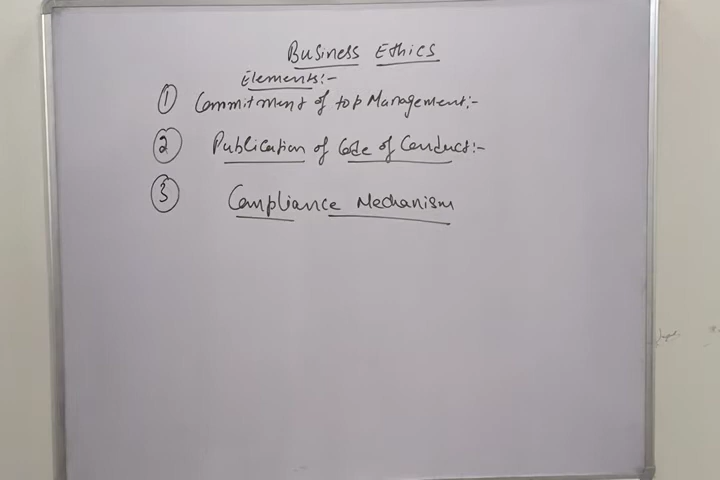 Business Ethics
Elements:-
① Commitment of top Management:-
② Publication of Code of Conduct:-
③ Compliance Mechanism